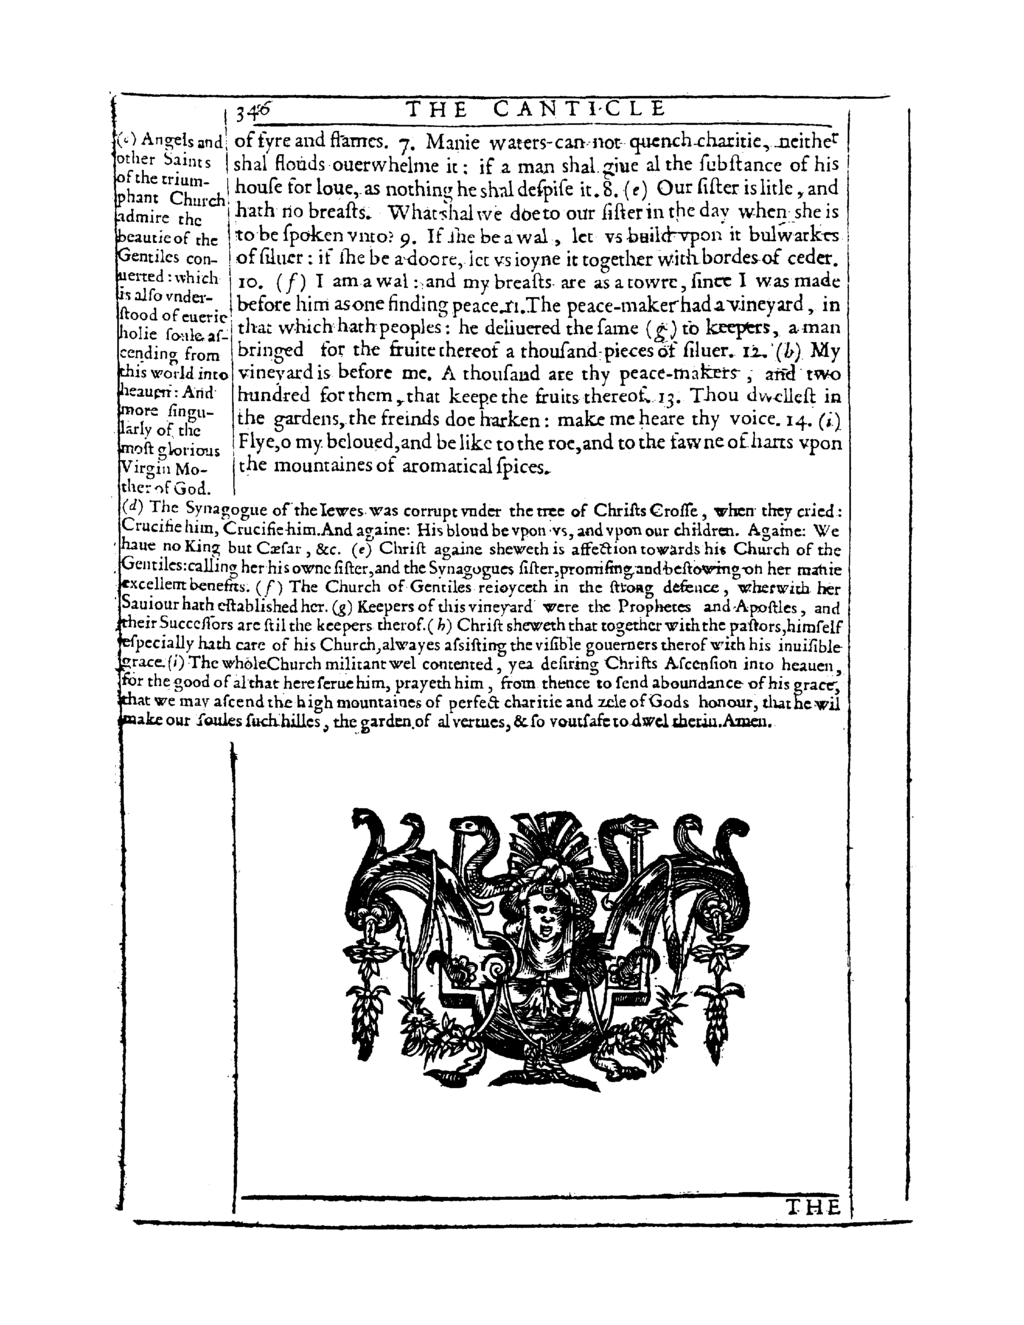 346
THE CANTICLE
(c) Angels and
other Saints
of the trium-
phant Church
admire the
beautie of the
Gentiles con-
uerted : which
is also vnder-
stood of euerie
holie soule as-
cending from
this world into
heauen : And
more singu-
larly of the
most glorious
Virgin Mo-
ther of God.
of fyre and flames. 7. Manie waters can not quench charitie, neither
shal flouds ouerwhelme it : if a man shal giue al the ſubſtance of his
houſe for loue, as nothing he shal deſpiſe it. 8. (e) Our ſiſter is litle, and
hath no breaſts. What shal we doe to our ſiſter in the day when she is
to be ſpoken vnto? 9. If she be a wal, let vs build vpon it bulwarkes
of ſiluer : if she be a doore, let vs ioyne it together with bordes of ceder.
10. (f) I am a wal : and my breaſts are as a towre, ſince I was made
before him as one finding peace. 11. The peace-maker had a vineyard, in
that which hath peoples : he deliuered the ſame (g) to keepers, a man
bringed for the fruite thereof a thouſand pieces of ſiluer. 12. (h) My
vineyard is before me. A thouſand are thy peace-makers, and two
hundred for them, that keepe the fruits thereof. 13. Thou dwelleſt in
the gardens, the freinds doe harken : make me heare thy voice. 14. (i)
Flye, o my beloued, and be like to the roe, and to the fawne of harts vpon
the mountaines of aromatical ſpices.
(d) The Synagogue of the Iewes was corrupt vnder the tree of Chriſts Croſſe, when they cried :
Crucifie him, Crucifie him. And againe : His bloud be vpon vs, and vpon our children. Againe : We
haue no King but Cæſar, &c. (e) Chriſt againe sheweth is affection towards his Church of the
Gentiles : calling her his owne ſiſter, and the Synagogues ſiſter, promiſing and beſtowing on her manie
excellent benefits. (f) The Church of Gentiles reioyceth in the ſtrong defence, wherwith her
Sauiour hath eſtablished her. (g) Keepers of this vineyard were the Prophetes and Apoſtles, and
their Succeſſors are ſtil the keepers therof. (h) Chriſt sheweth that together with the paſtors, himſelf
eſpecially hath care of his Church, alwayes aſsiſting the viſible gouerners therof with his inuiſible
grace. (i) The whole Church militant wel contented, yea deſiring Chriſts Aſcenſion into heauen,
for the good of al that here ſerue him, prayeth him, from thence to ſend aboundance of his grace,
that we may aſcend the high mountaines of perfect charitie and zele of Gods honour, that he wil
make our ſoules ſuch hilles, the garden of al vertues, & ſo voutſafe to dwel therin. Amen.
THE